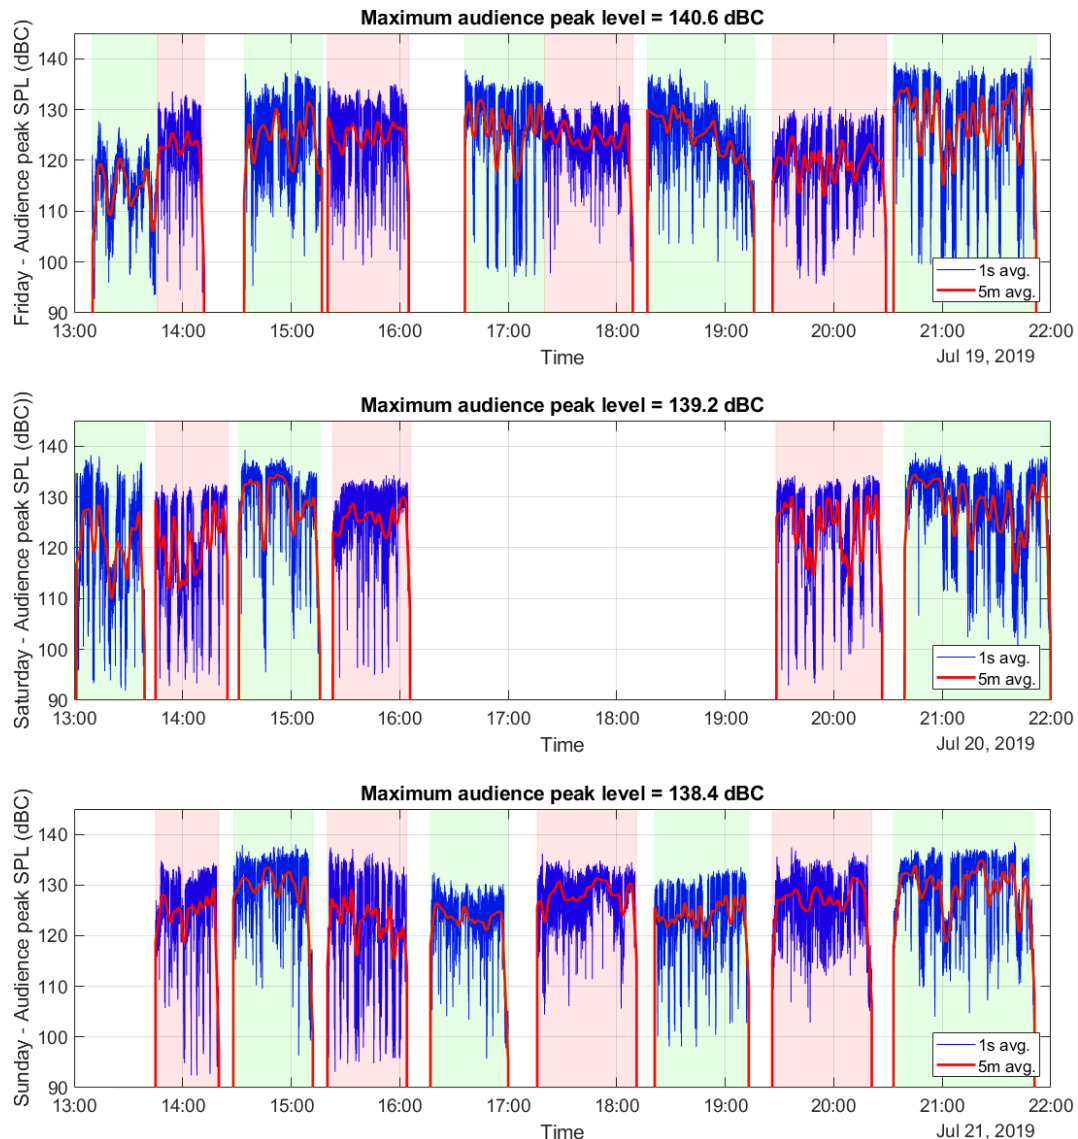 Maximum audience peak level = 140.6 dBC
Friday - Audience peak SPL (dBC)
140
130
120
110
100
90
1s avg.
5m avg.
13:00 14:00 15:00 16:00 17:00 18:00 19:00 20:00 21:00 22:00
Time
Jul 19, 2019
Maximum audience peak level = 139.2 dBC
Saturday - Audience peak SPL (dBC))
140
130
120
110
100
90
1s avg.
5m avg.
13:00 14:00 15:00 16:00 17:00 18:00 19:00 20:00 21:00 22:00
Time
Jul 20, 2019
Maximum audience peak level = 138.4 dBC
Sunday - Audience peak SPL (dBC)
140
130
120
110
100
90
1s avg.
5m avg.
13:00 14:00 15:00 16:00 17:00 18:00 19:00 20:00 21:00 22:00
Time
Jul 21, 2019